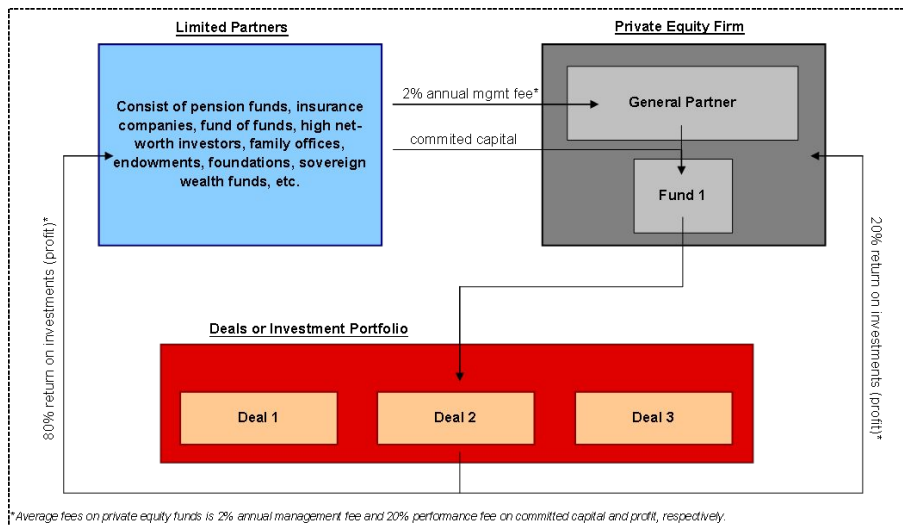 Limited Partners
Private Equity Firm
Consist of pension funds, insurance
companies, fund of funds, high net-
worth investors, family offices,
endowments, foundations, sovereign
wealth funds, etc.
2% annual mgmt fee*
General Partner
commited capital
Fund 1
80% return on investments (profit)*
20% return on investments (profit)*
Deals or Investment Portfolio
Deal 1
Deal 2
Deal 3
*Average fees on private equity funds is 2% annual management fee and 20% performance fee on committed capital and profit, respectively.